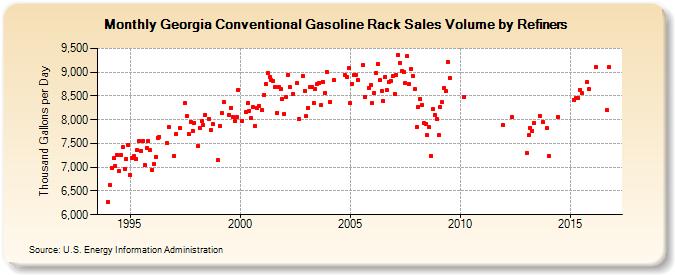 Monthly Georgia Conventional Gasoline Rack Sales Volume by Refiners
Thousand Gallons per Day
9,500
9,000
8,500
8,000
7,500
7,000
6,500
6,000
1995 2000 2005 2010 2015
Source: U.S. Energy Information Administration